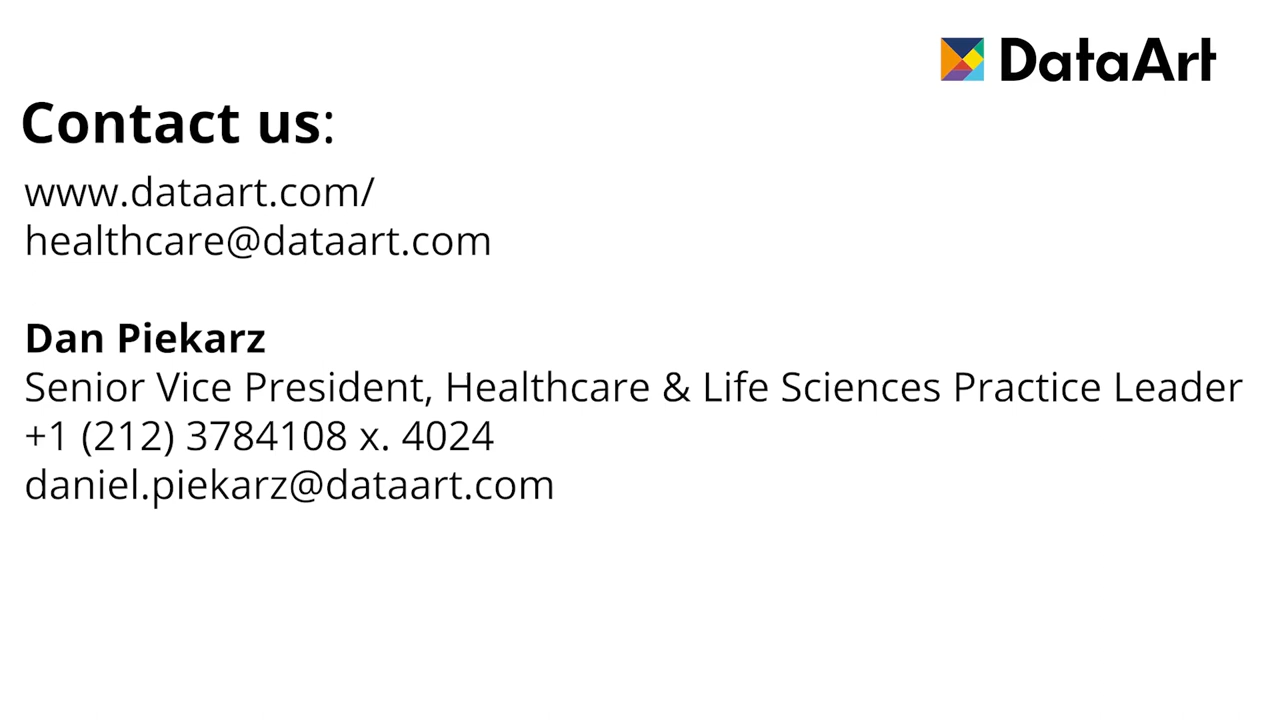 DataArt
Contact us:
www.dataart.com/
healthcare@dataart.com
Dan Piekarz
Senior Vice President, Healthcare & Life Sciences Practice Leader
+1 (212) 3784108 x. 4024
daniel.piekarz@dataart.com